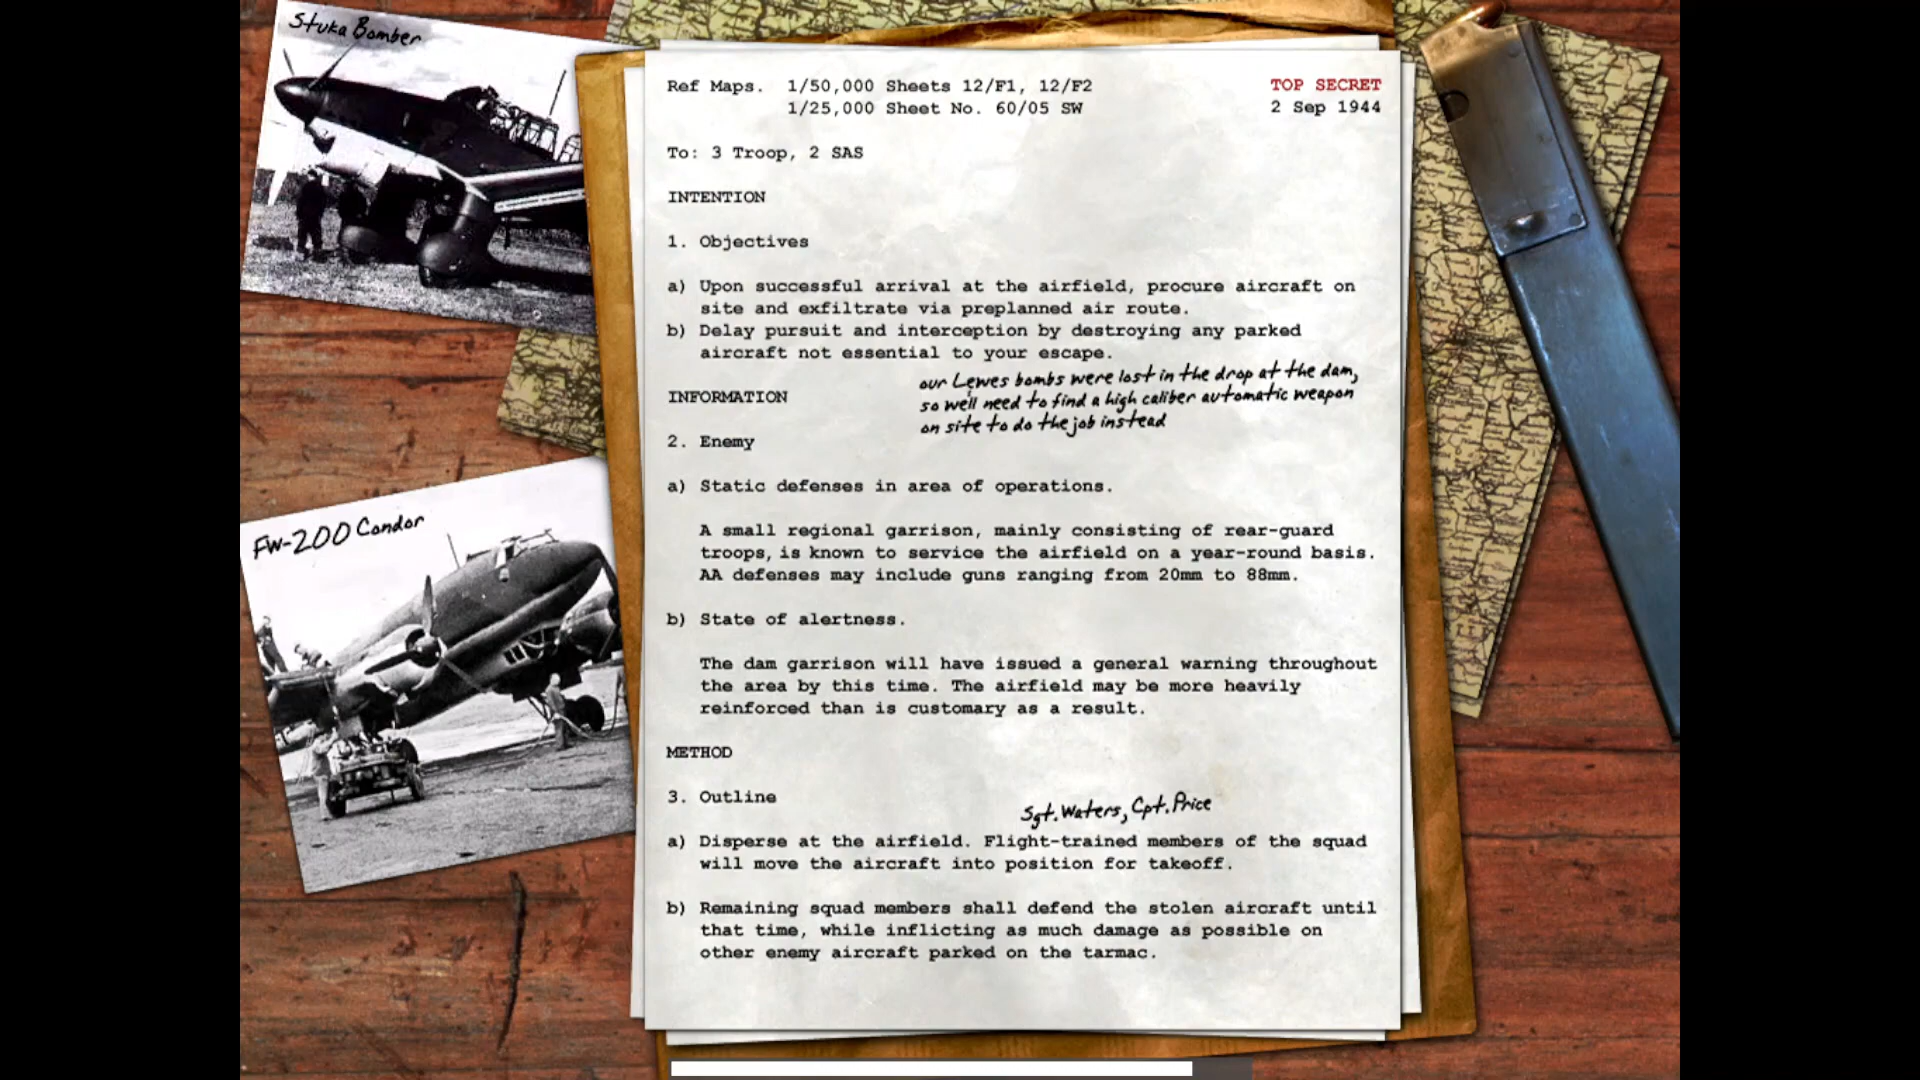 Stuka Bomber
FW-200 Condor
Ref Maps. 1/50,000 Sheets 12/F1, 12/F2
1/25,000 Sheet No. 60/05 SW
TOP SECRET
2 Sep 1944
To: 3 Troop, 2 SAS
INTENTION
1. Objectives
a) Upon successful arrival at the airfield, procure aircraft on
site and exfiltrate via preplanned air route.
b) Delay pursuit and interception by destroying any parked
aircraft not essential to your escape.
our Lewes bombs were lost in the drop at the dam,
so we'll need to find a high caliber automatic weapon
on site to do the job instead
INFORMATION
2. Enemy
a) Static defenses in area of operations.
A small regional garrison, mainly consisting of rear-guard
troops, is known to service the airfield on a year-round basis.
AA defenses may include guns ranging from 20mm to 88mm.
b) State of alertness.
The dam garrison will have issued a general warning throughout
the area by this time. The airfield may be more heavily
reinforced than is customary as a result.
METHOD
3. Outline
Sgt. Waters, Cpt. Price
a) Disperse at the airfield. Flight-trained members of the squad
will move the aircraft into position for takeoff.
b) Remaining squad members shall defend the stolen aircraft until
that time, while inflicting as much damage as possible on
other enemy aircraft parked on the tarmac.